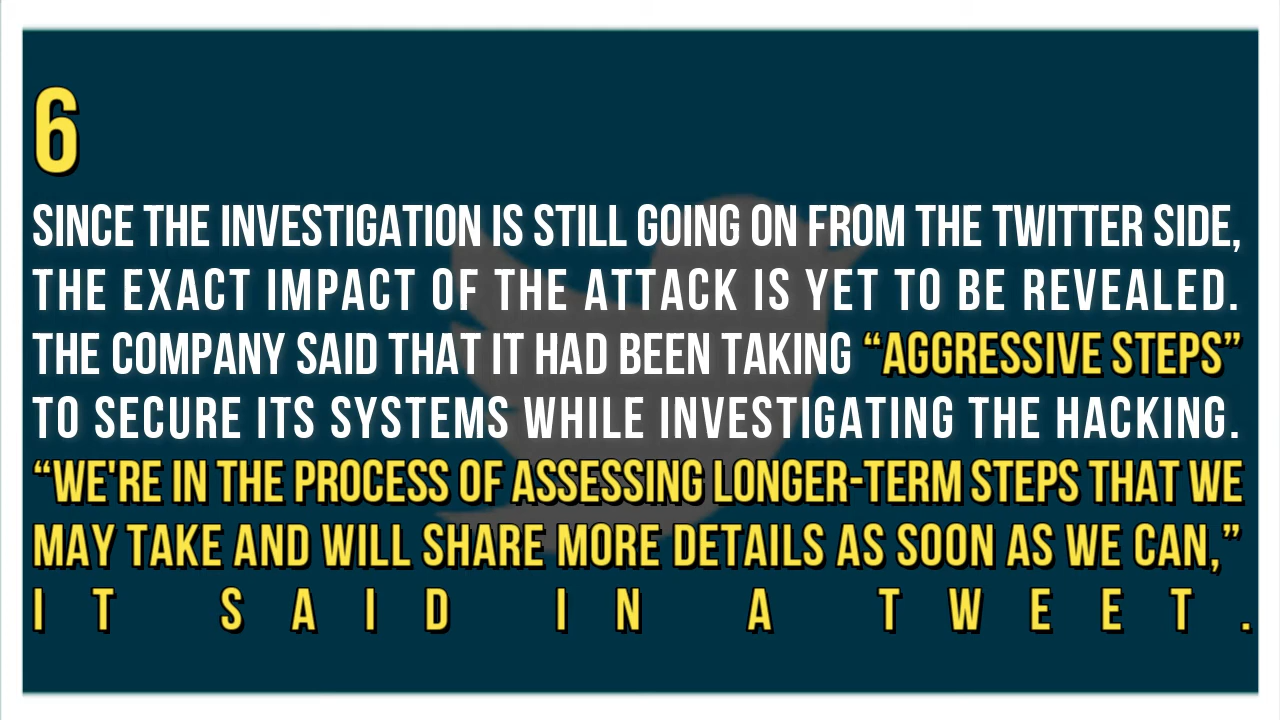 6
SINCE THE INVESTIGATION IS STILL GOING ON FROM THE TWITTER SIDE,
THE EXACT IMPACT OF THE ATTACK IS YET TO BE REVEALED.
THE COMPANY SAID THAT IT HAD BEEN TAKING “AGGRESSIVE STEPS”
TO SECURE ITS SYSTEMS WHILE INVESTIGATING THE HACKING.
“WE'RE IN THE PROCESS OF ASSESSING LONGER-TERM STEPS THAT WE
MAY TAKE AND WILL SHARE MORE DETAILS AS SOON AS WE CAN,”
IT SAID IN A TWEET.